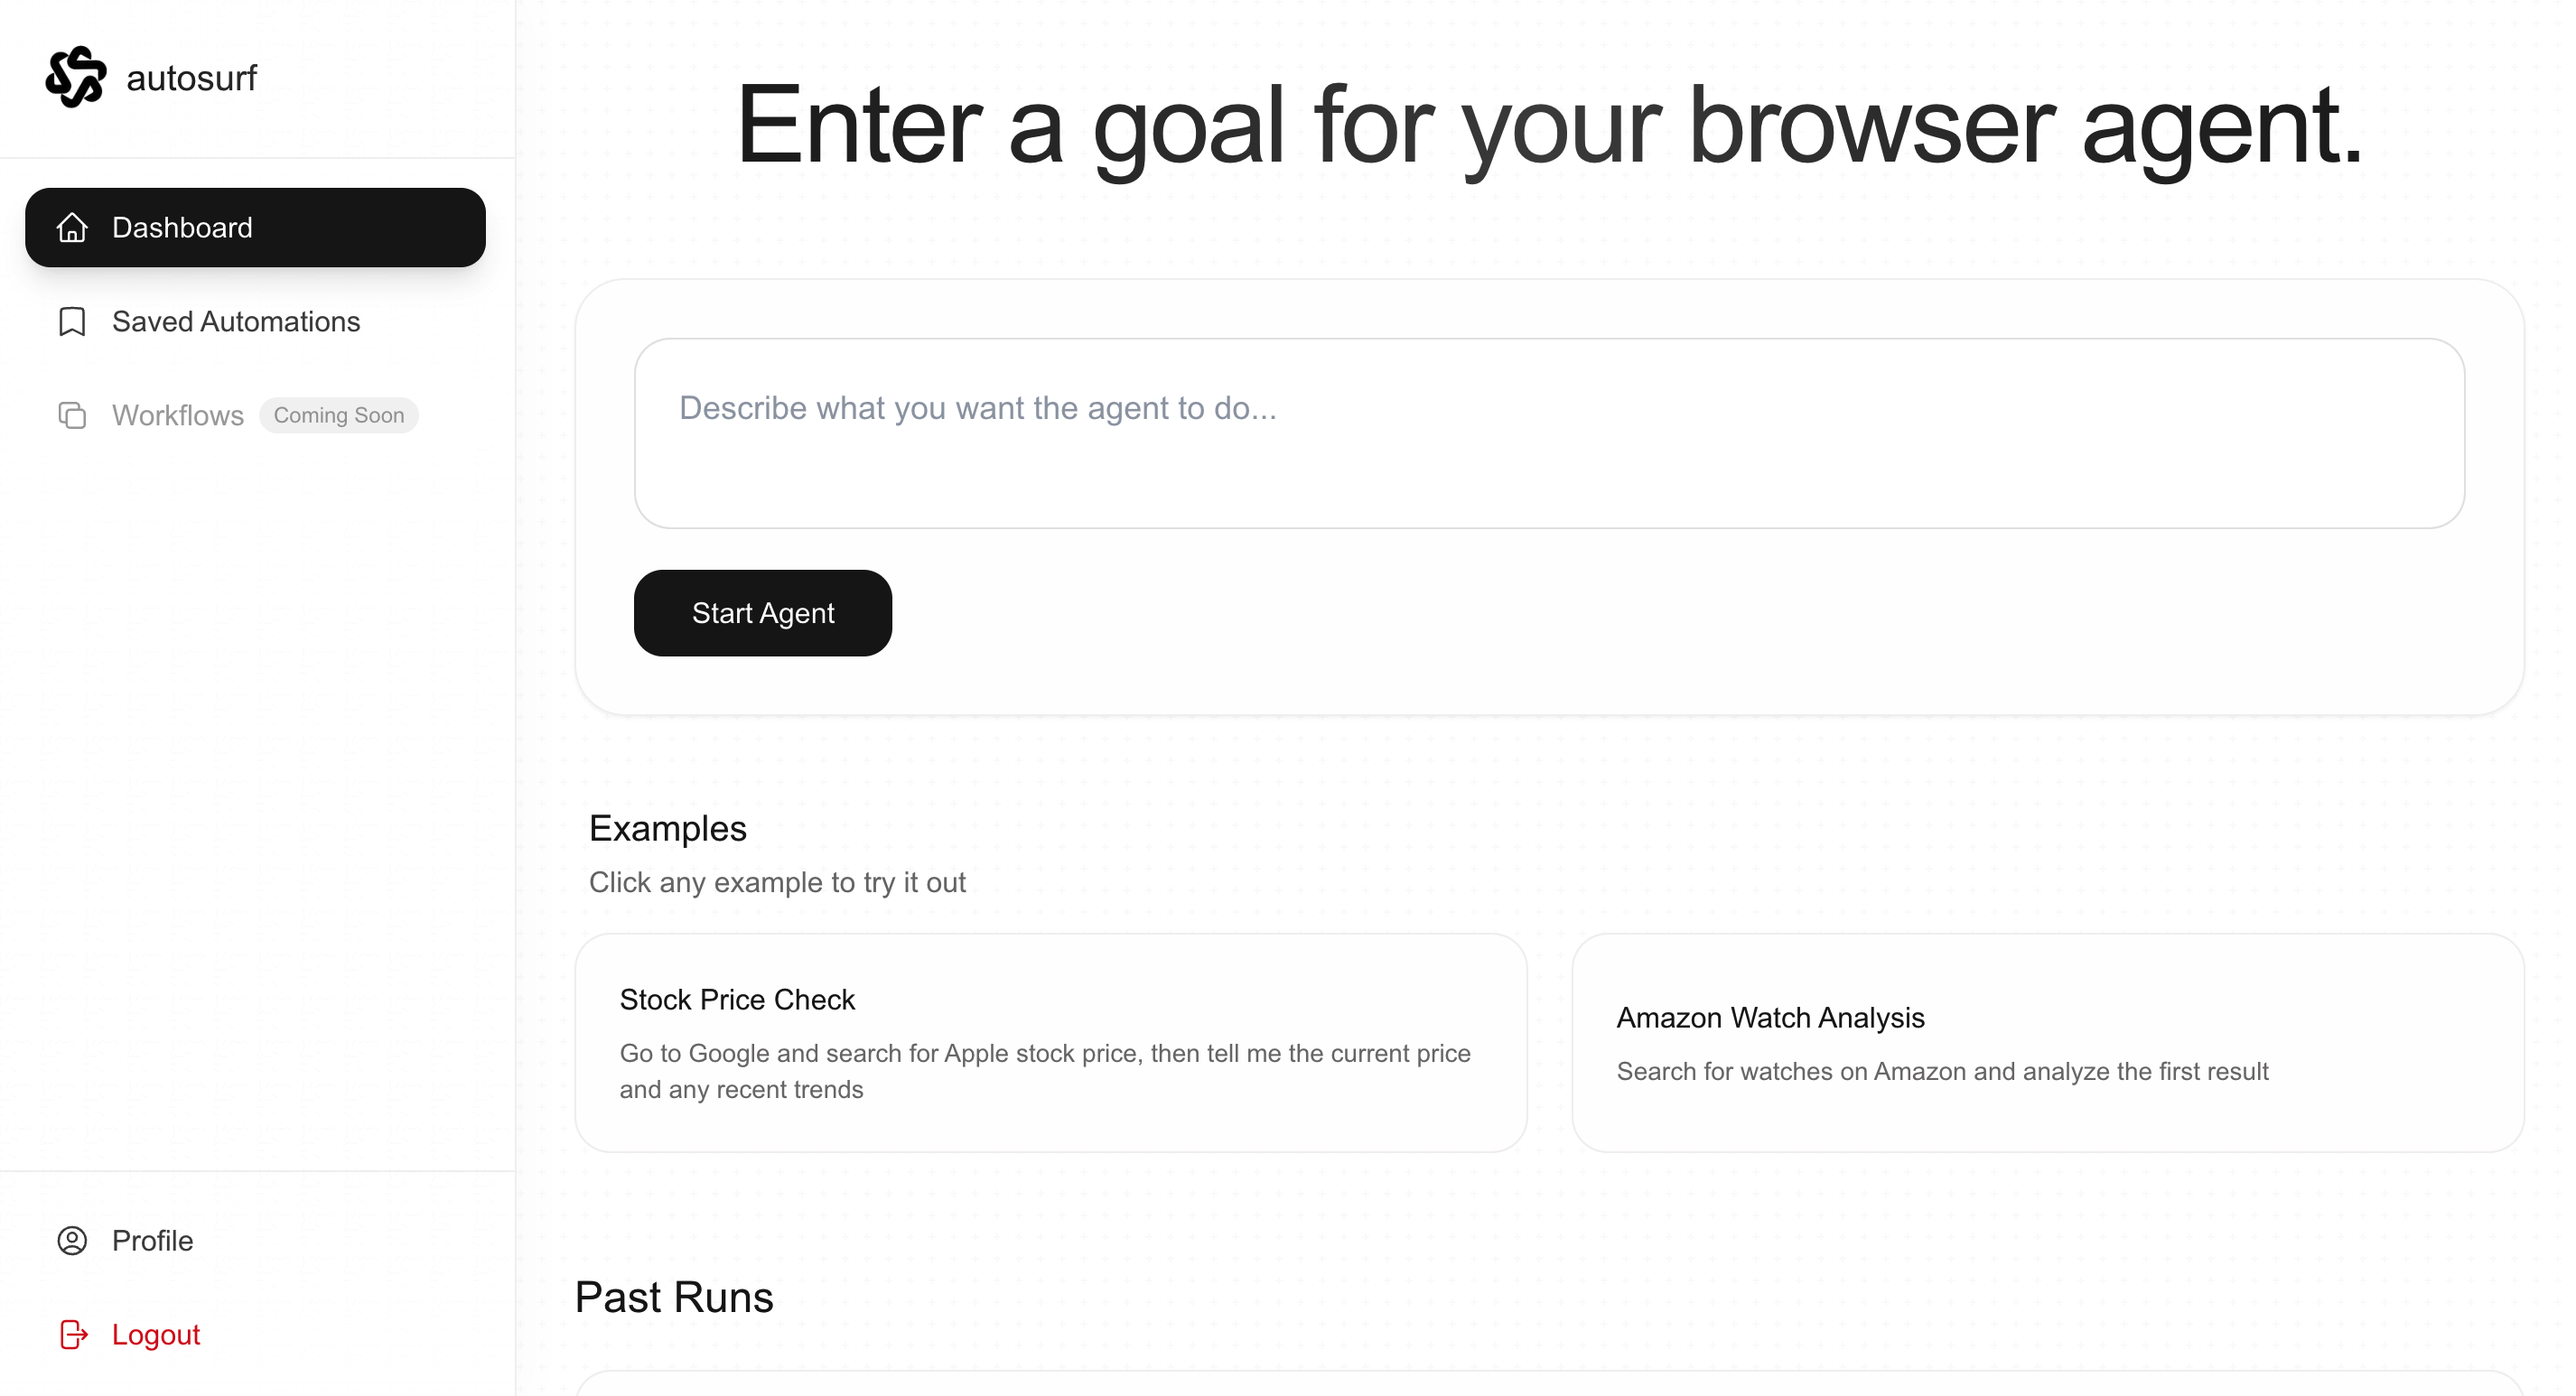 autosurf
Dashboard
Saved Automations
Workflows Coming Soon
Profile
Logout
Enter a goal for your browser agent.
Describe what you want the agent to do...
Start Agent
Examples
Click any example to try it out
Stock Price Check
Go to Google and search for Apple stock price, then tell me the current price
and any recent trends
Amazon Watch Analysis
Search for watches on Amazon and analyze the first result
Past Runs